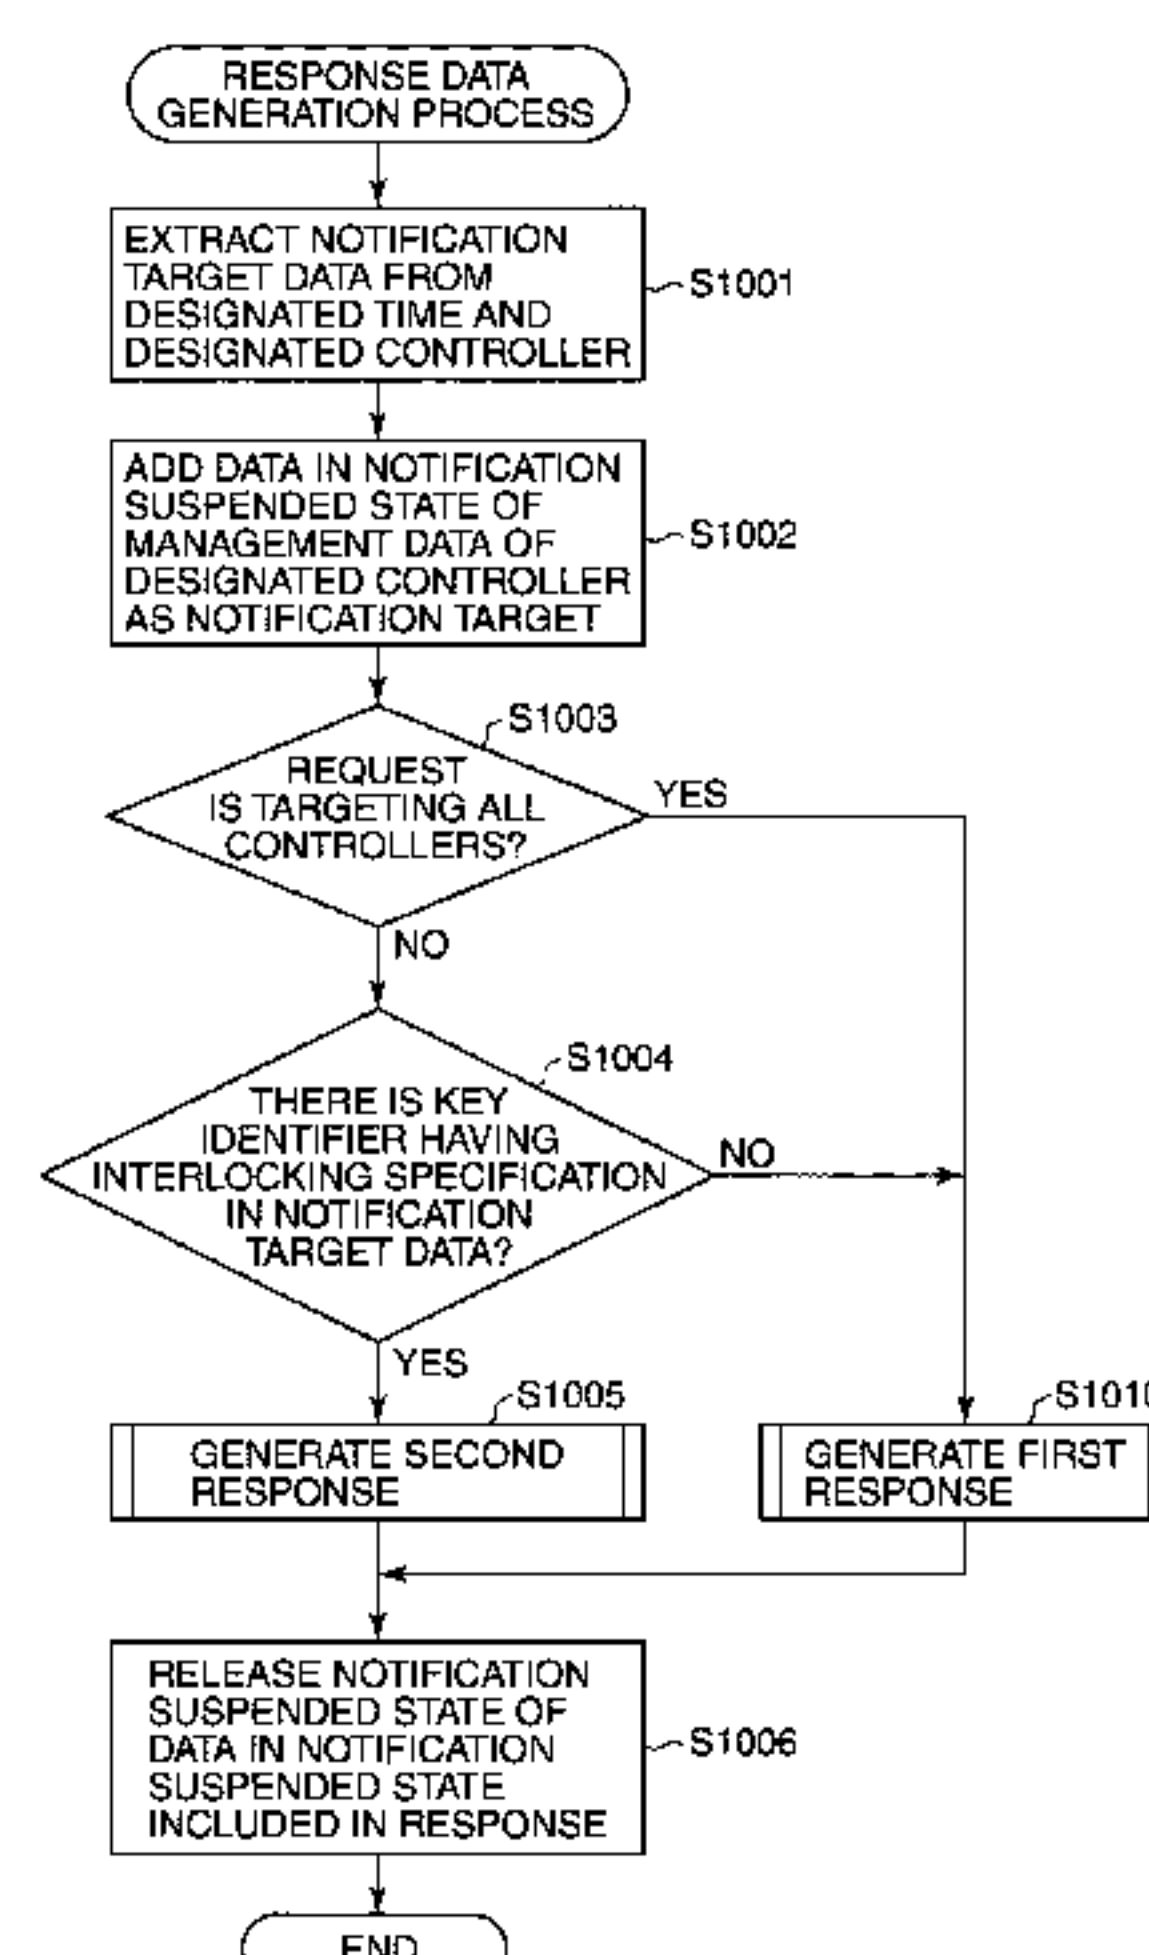 RESPONSE DATA
GENERATION PROCESS
EXTRACT NOTIFICATION
TARGET DATA FROM
DESIGNATED TIME AND
DESIGNATED CONTROLLER
S1001
ADD DATA IN NOTIFICATION
SUSPENDED STATE OF
MANAGEMENT DATA OF
DESIGNATED CONTROLLER
AS NOTIFICATION TARGET
S1002
S1003
REQUEST
IS TARGETING ALL
CONTROLLERS?
YES
NO
S1004
THERE IS KEY
IDENTIFIER HAVING
INTERLOCKING SPECIFICATION
IN NOTIFICATION
TARGET DATA?
NO
YES
S1005
GENERATE SECOND
RESPONSE
S1010
GENERATE FIRST
RESPONSE
RELEASE NOTIFICATION
SUSPENDED STATE OF
DATA IN NOTIFICATION
SUSPENDED STATE
INCLUDED IN RESPONSE
S1006
END